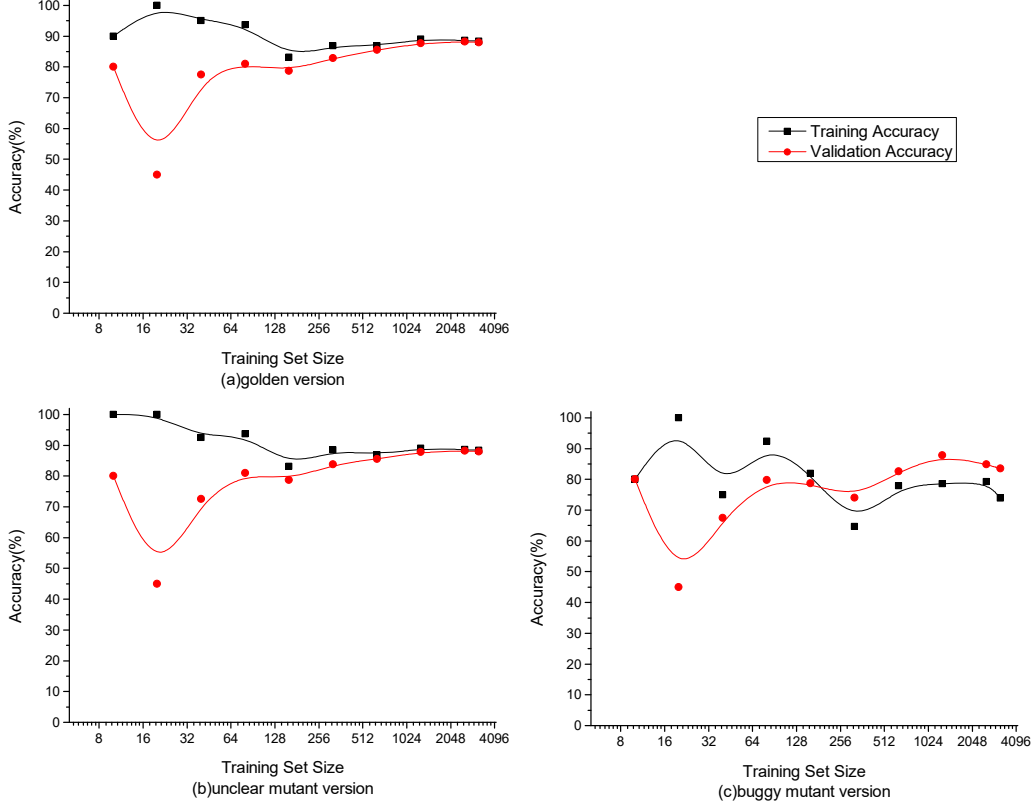 100
90
80
70
60
50
40
30
20
10
0
Accuracy(%)
8 16 32 64 128 256 512 1024 2048 4096
Training Set Size
(a)golden version
Training Accuracy
Validation Accuracy
100
90
80
70
60
50
40
30
20
10
0
Accuracy(%)
8 16 32 64 128 256 512 1024 2048 4096
Training Set Size
(b)unclear mutant version
100
90
80
70
60
50
40
30
20
10
0
Accuracy(%)
8 16 32 64 128 256 512 1024 2048 4096
Training Set Size
(c)buggy mutant version